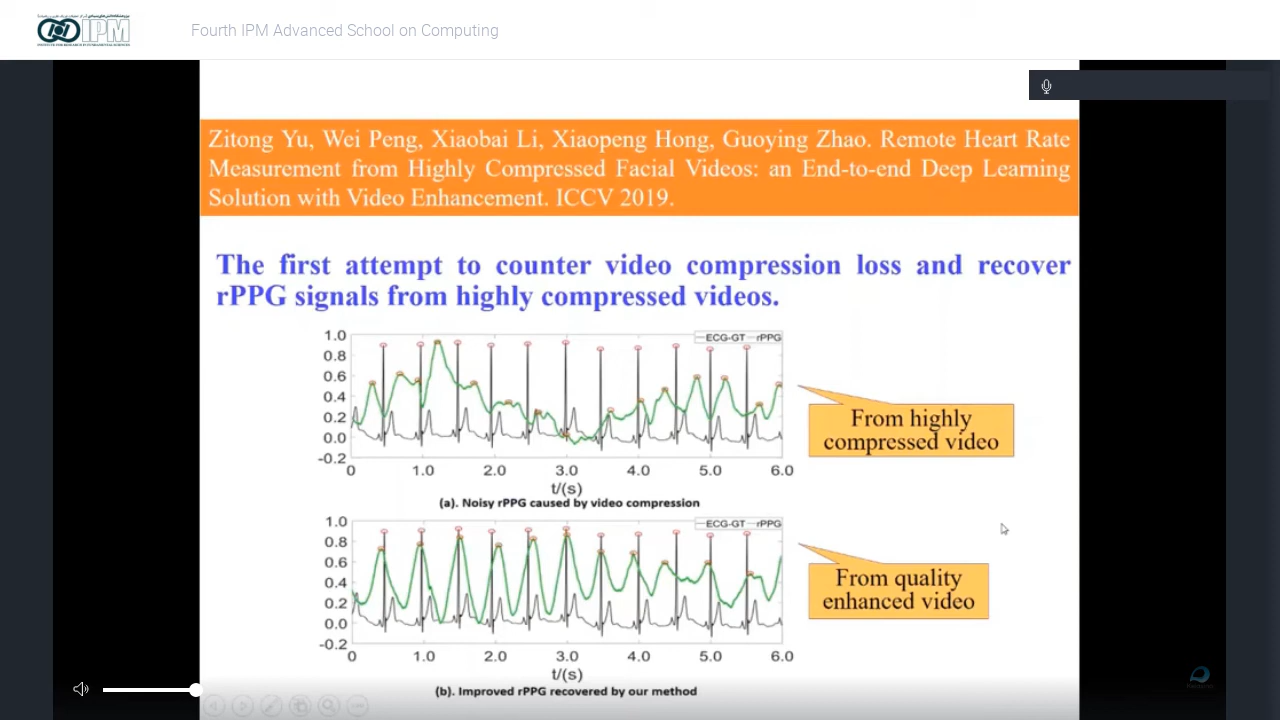 IPM
INSTITUTE FOR RESEARCH IN FUNDAMENTAL SCIENCES
Fourth IPM Advanced School on Computing
Zitong Yu, Wei Peng, Xiaobai Li, Xiaopeng Hong, Guoying Zhao. Remote Heart Rate
Measurement from Highly Compressed Facial Videos: an End-to-end Deep Learning
Solution with Video Enhancement. ICCV 2019.
The first attempt to counter video compression loss and recover
rPPG signals from highly compressed videos.
ECG-GT rPPG
1.0
0.8
0.6
0.4
0.2
0.0
-0.2
0 1.0 2.0 3.0 4.0 5.0 6.0
t/(s)
(a). Noisy rPPG caused by video compression
From highly
compressed video
ECG-GT rPPG
1.0
0.8
0.6
0.4
0.2
0.0
-0.2
0 1.0 2.0 3.0 4.0 5.0 6.0
t/(s)
(b). Improved rPPG recovered by our method
From quality
enhanced video